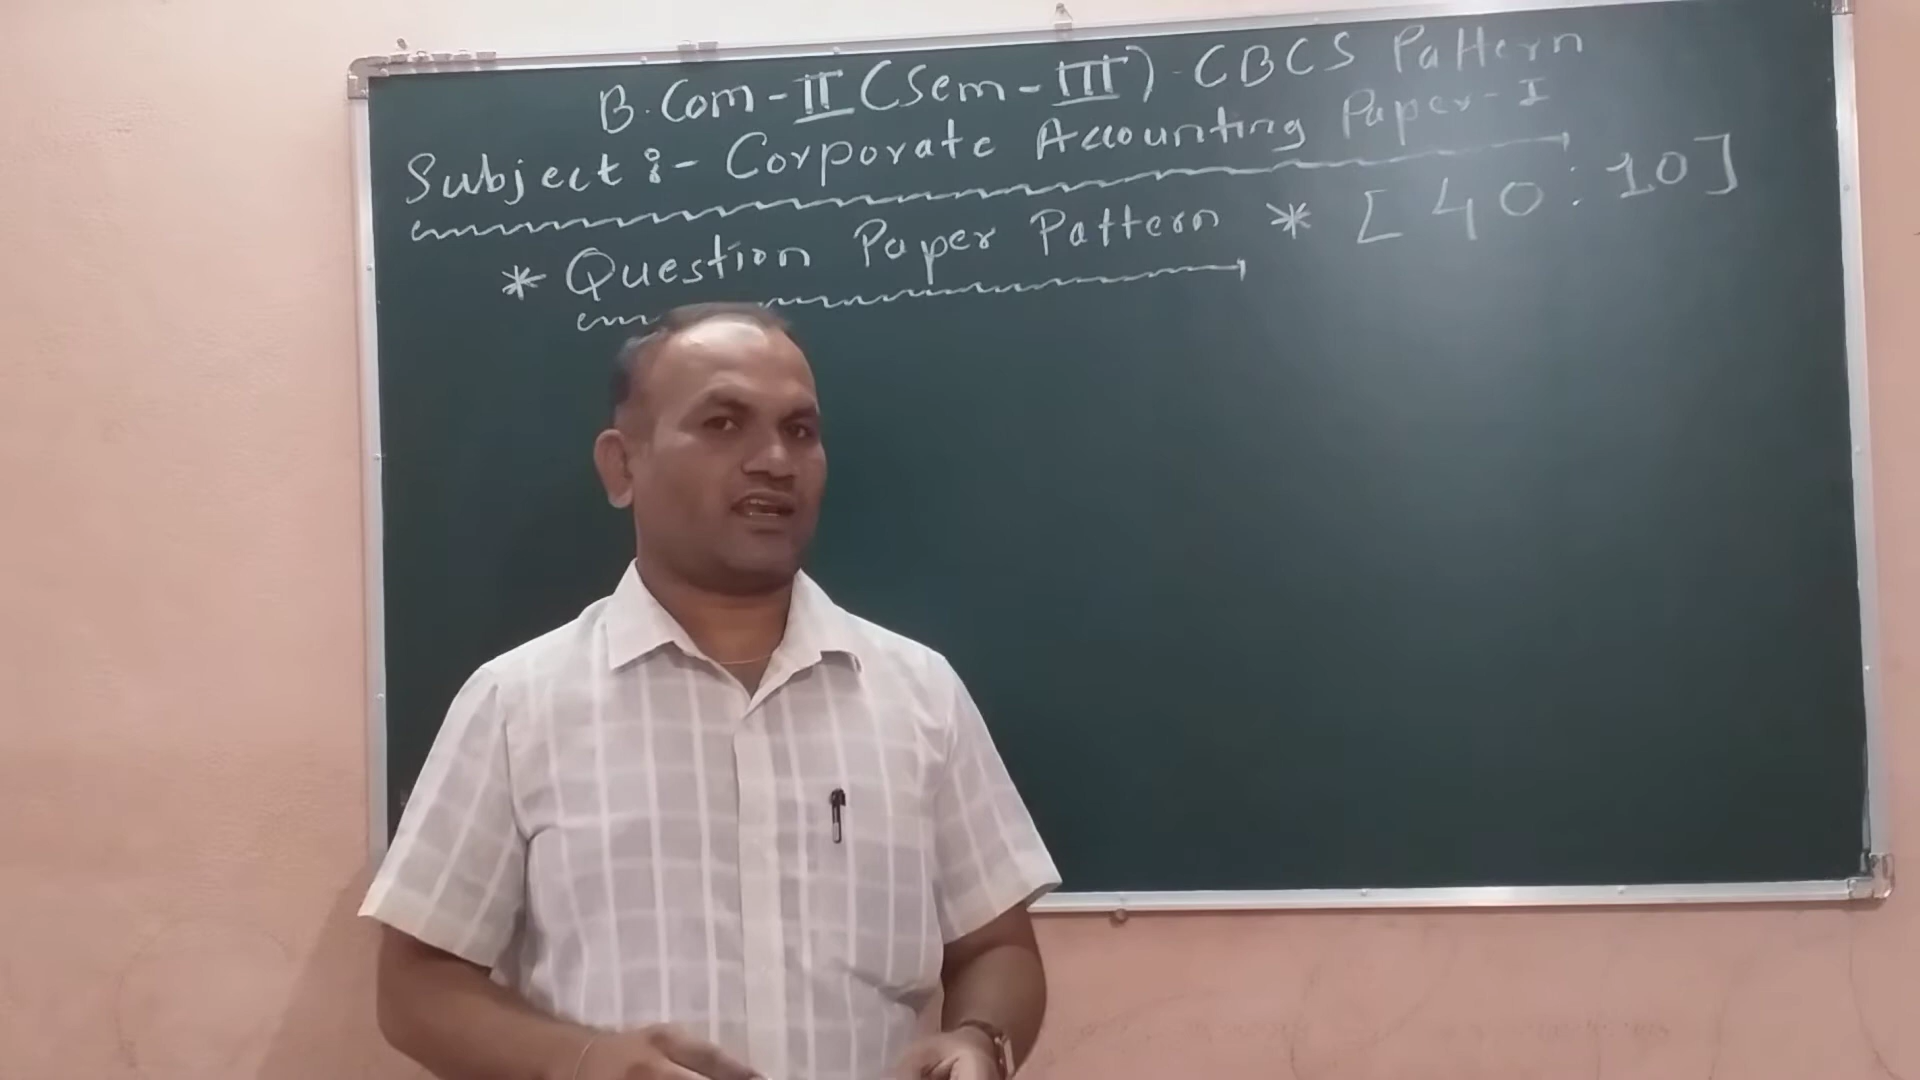 B.Com-II (Sem-III) - CBCS Pattern
Subject :- Corporate Accounting Paper-I
* Question Paper Pattern * [40:10]